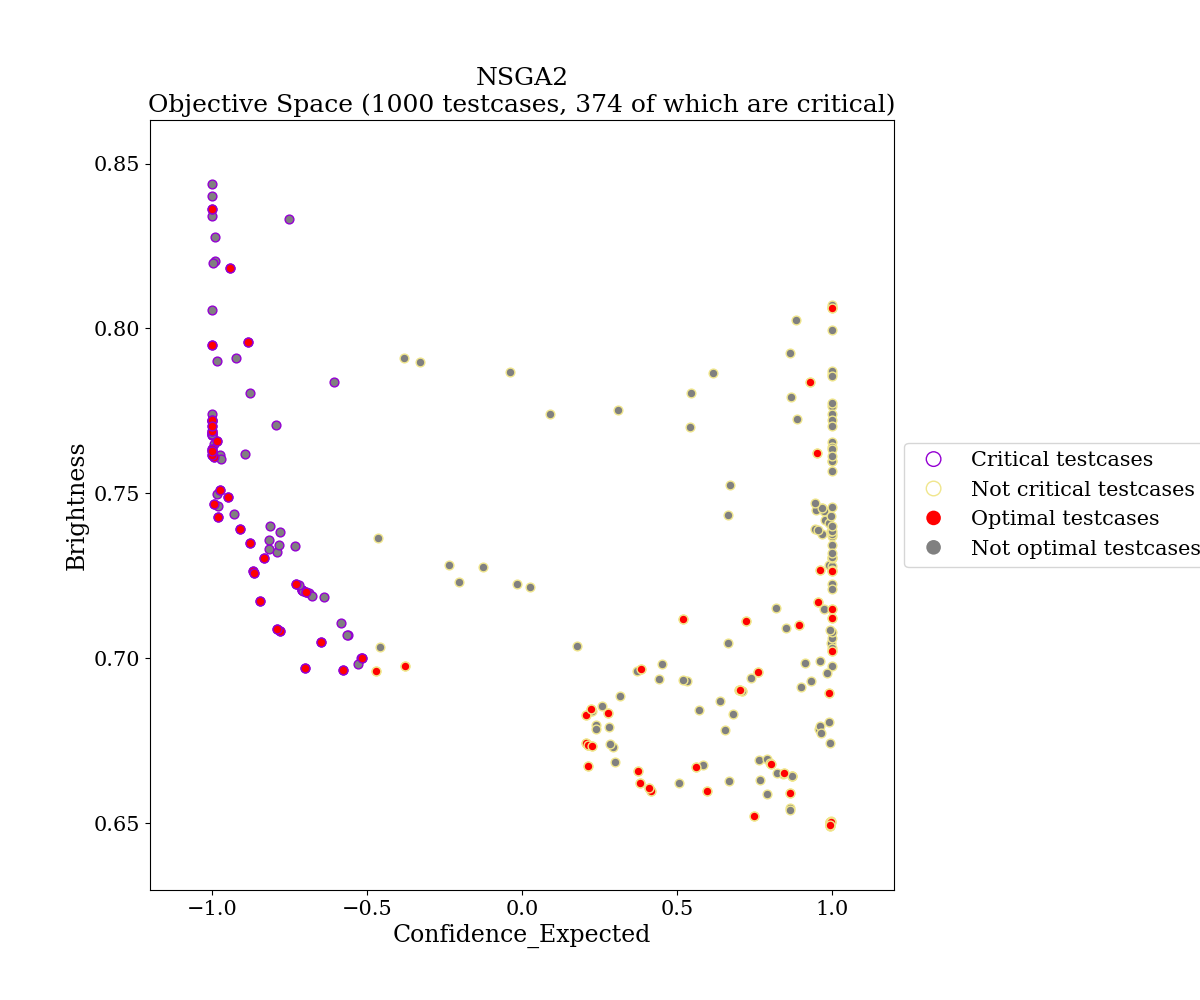 NSGA2
Objective Space (1000 testcases, 374 of which are critical)
0.85
0.80
0.75
0.70
0.65
Brightness
−1.0
−0.5
0.0
0.5
1.0
Confidence_Expected
Critical testcases
Not critical testcases
Optimal testcases
Not optimal testcases